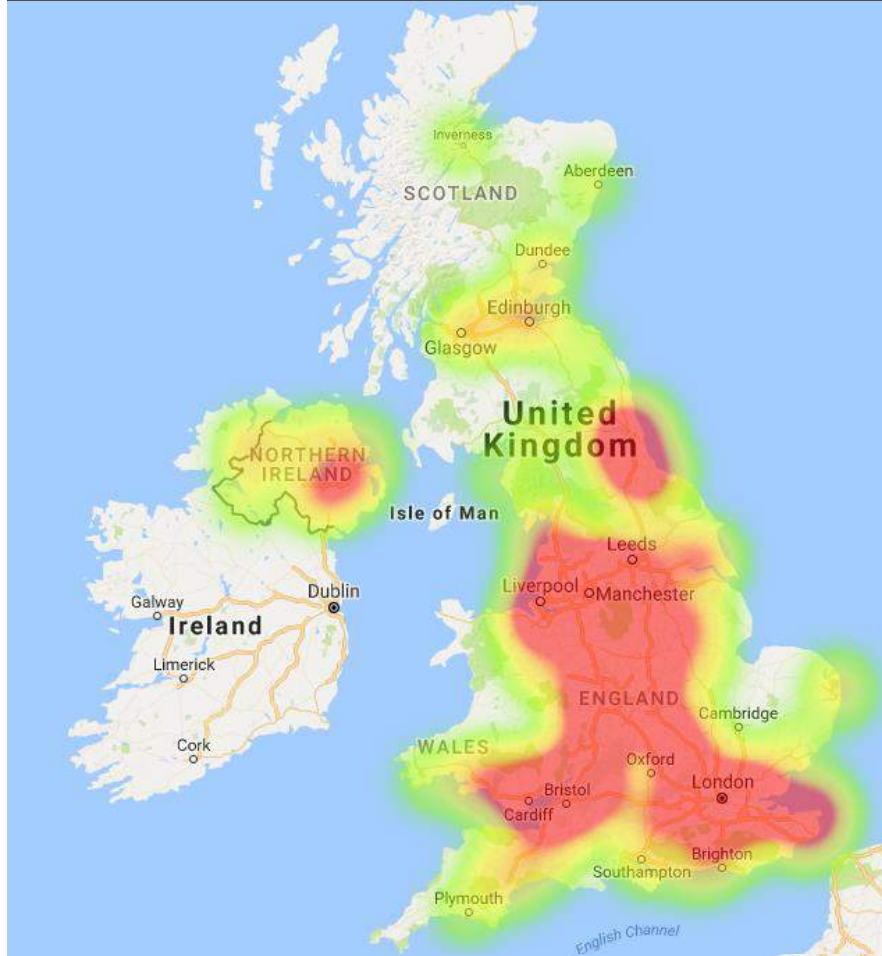 Inverness
Aberdeen
SCOTLAND
Dundee
Edinburgh
Glasgow
United
Kingdom
NORTHERN
IRELAND
Isle of Man
Leeds
Liverpool
Manchester
Dublin
Galway
Ireland
Limerick
Cork
ENGLAND
Cambridge
WALES
Oxford
London
Bristol
Cardiff
Brighton
Southampton
Plymouth
English Channel